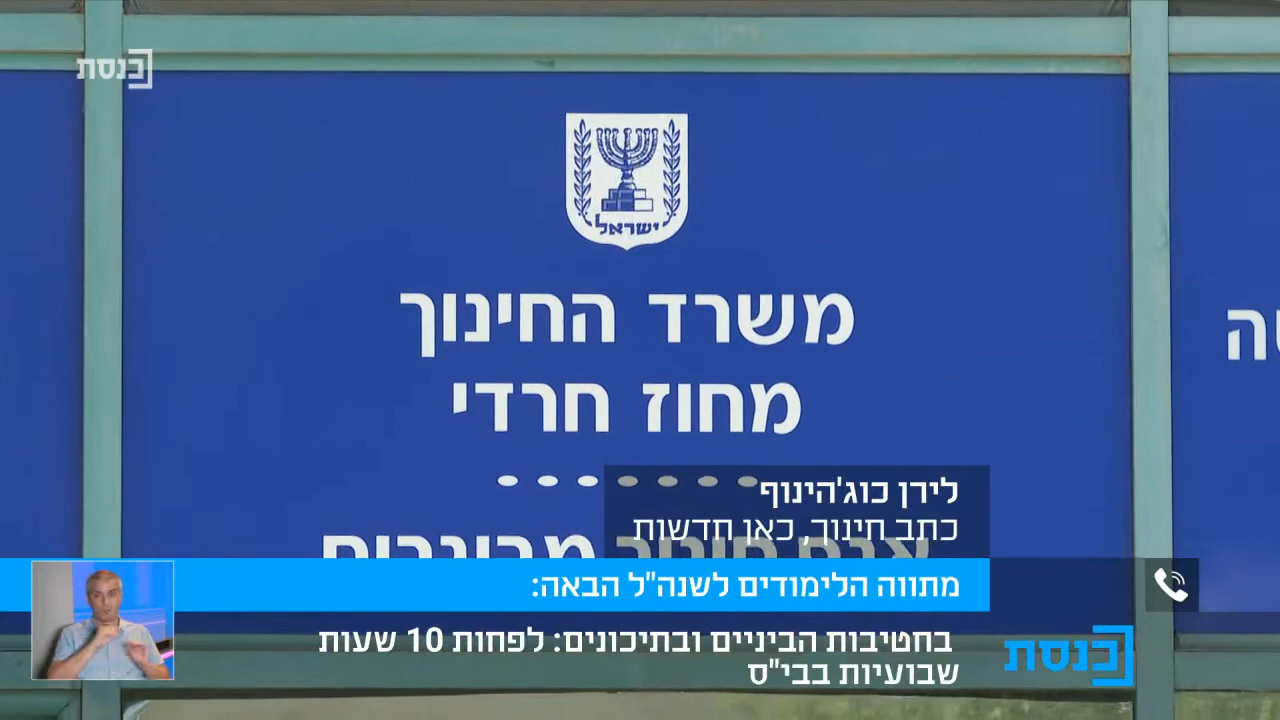 כנסת
ישראל
משרד החינוך
מחוז חרדי
לירן כוג'הינוף
כתב חינוך, כאן חדשות
מתווה הלימודים לשנה"ל הבאה:
בחטיבות הביניים ובתיכונים: לפחות 10 שעות
שבועיות בבי"ס
כנסת